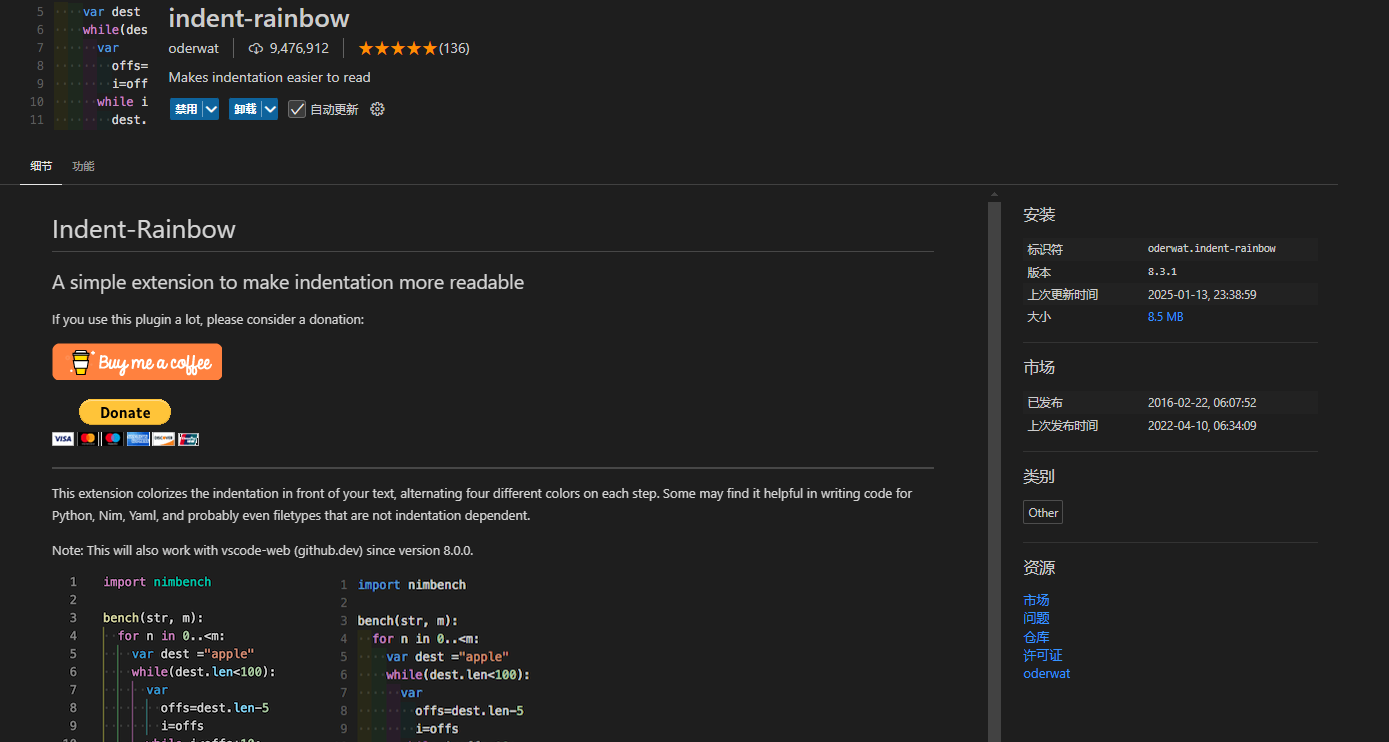 5 var dest
6 while(des
7 var
8 offs=
9 i=off
10 while i
11 dest.
indent-rainbow
oderwat 9,476,912 ★★★★★(136)
Makes indentation easier to read
禁用 卸载 自动更新
细节 功能
Indent-Rainbow
A simple extension to make indentation more readable
If you use this plugin a lot, please consider a donation:
Buy me a coffee
Donate
VISA
DISCOVER
This extension colorizes the indentation in front of your text, alternating four different colors on each step. Some may find it helpful in writing code for
Python, Nim, Yaml, and probably even filetypes that are not indentation dependent.
Note: This will also work with vscode-web (github.dev) since version 8.0.0.
1 import nimbench
2
3 bench(str, m):
4 for n in 0..<m:
5 var dest ="apple"
6 while(dest.len<100):
7 var
8 offs=dest.len-5
9 i=offs
1 import nimbench
2
3 bench(str, m):
4 for n in 0..<m:
5 var dest ="apple"
6 while(dest.len<100):
7 var
8 offs=dest.len-5
9 i=offs
安装
标识符 oderwat.indent-rainbow
版本 8.3.1
上次更新时间 2025-01-13, 23:38:59
大小 8.5 MB
市场
已发布 2016-02-22, 06:07:52
上次发布时间 2022-04-10, 06:34:09
类别
Other
资源
市场
问题
仓库
许可证
oderwat